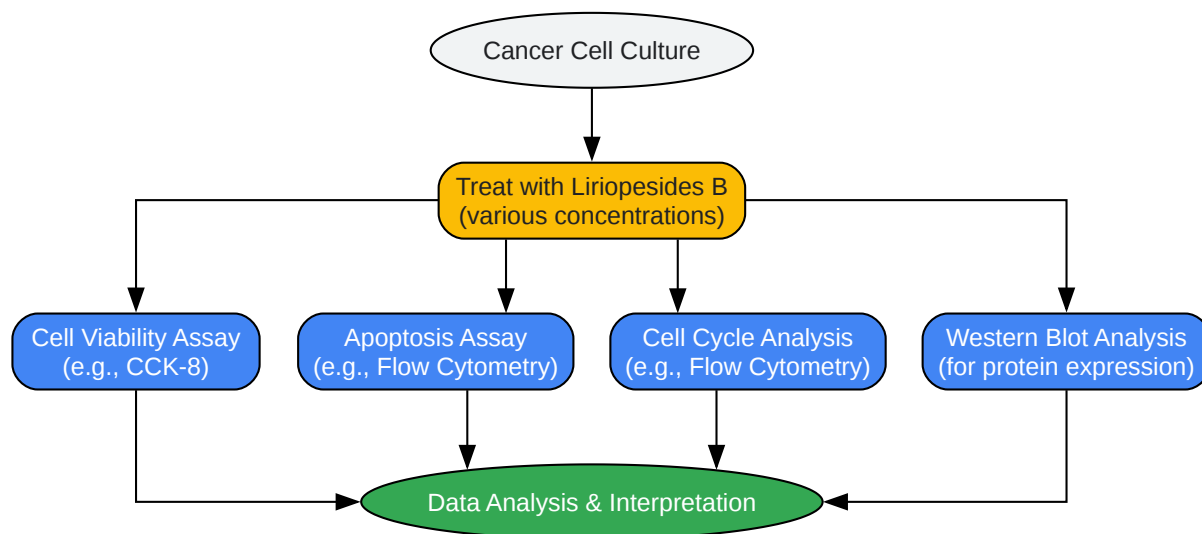 Cancer Cell Culture
Treat with Liriopesides B
(various concentrations)
Cell Viability Assay
(e.g., CCK-8)
Apoptosis Assay
(e.g., Flow Cytometry)
Cell Cycle Analysis
(e.g., Flow Cytometry)
Western Blot Analysis
(for protein expression)
Data Analysis & Interpretation